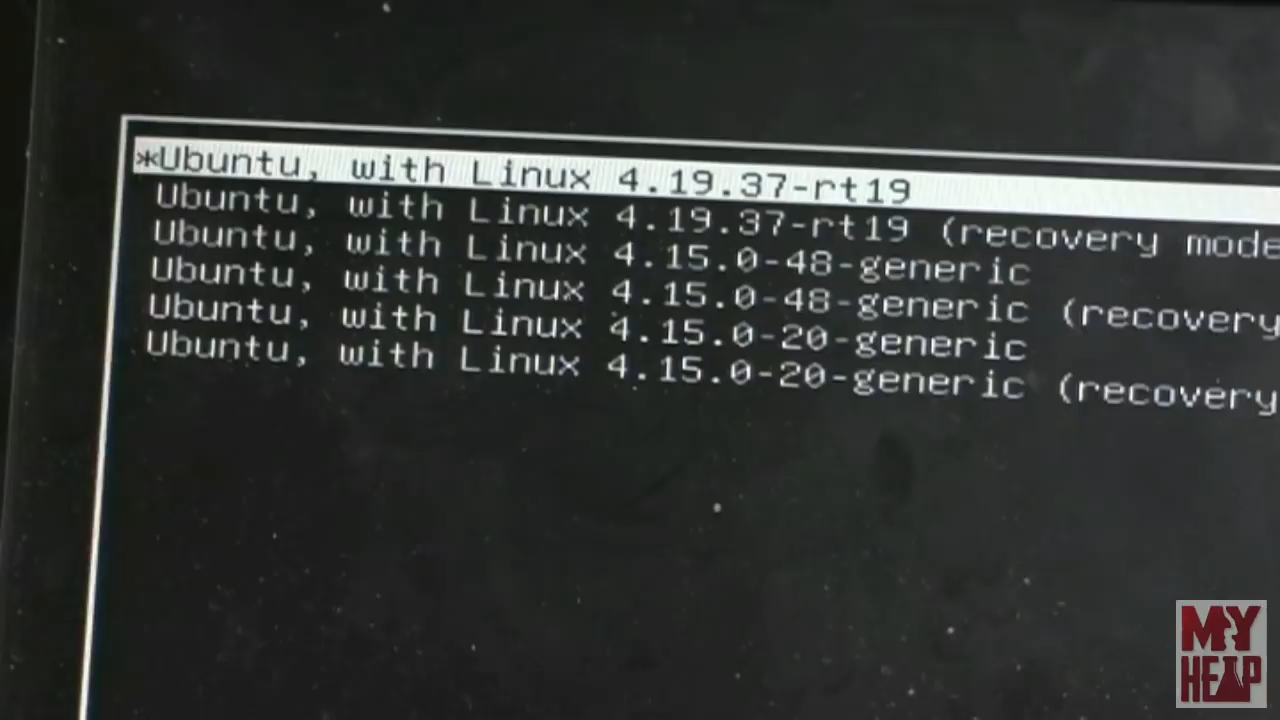 *Ubuntu, with Linux 4.19.37-rt19
Ubuntu, with Linux 4.19.37-rt19 (recovery mode
Ubuntu, with Linux 4.15.0-48-generic
Ubuntu, with Linux 4.15.0-48-generic (recovery
Ubuntu, with Linux 4.15.0-20-generic
Ubuntu, with Linux 4.15.0-20-generic (recovery
MY
HEAP